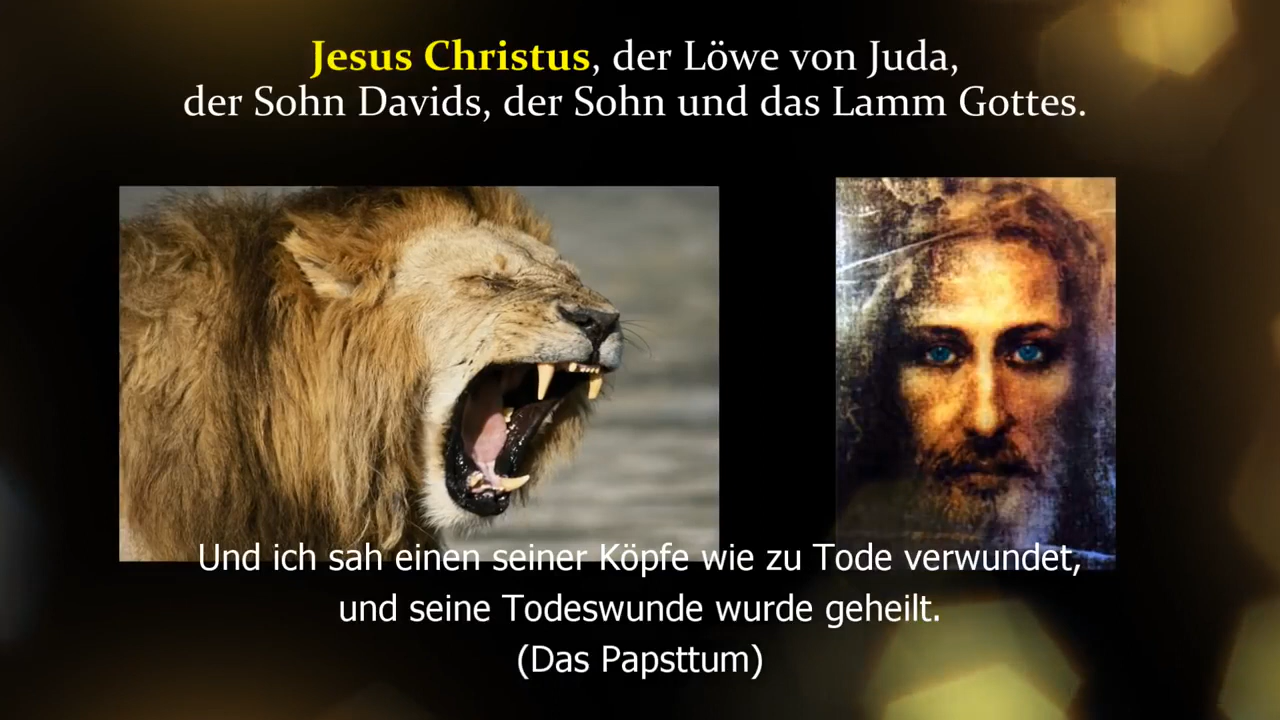 Jesus Christus, der Löwe von Juda,
der Sohn Davids, der Sohn und das Lamm Gottes.
Und ich sah einen seiner Köpfe wie zu Tode verwundet,
und seine Todeswunde wurde geheilt.
(Das Papsttum)